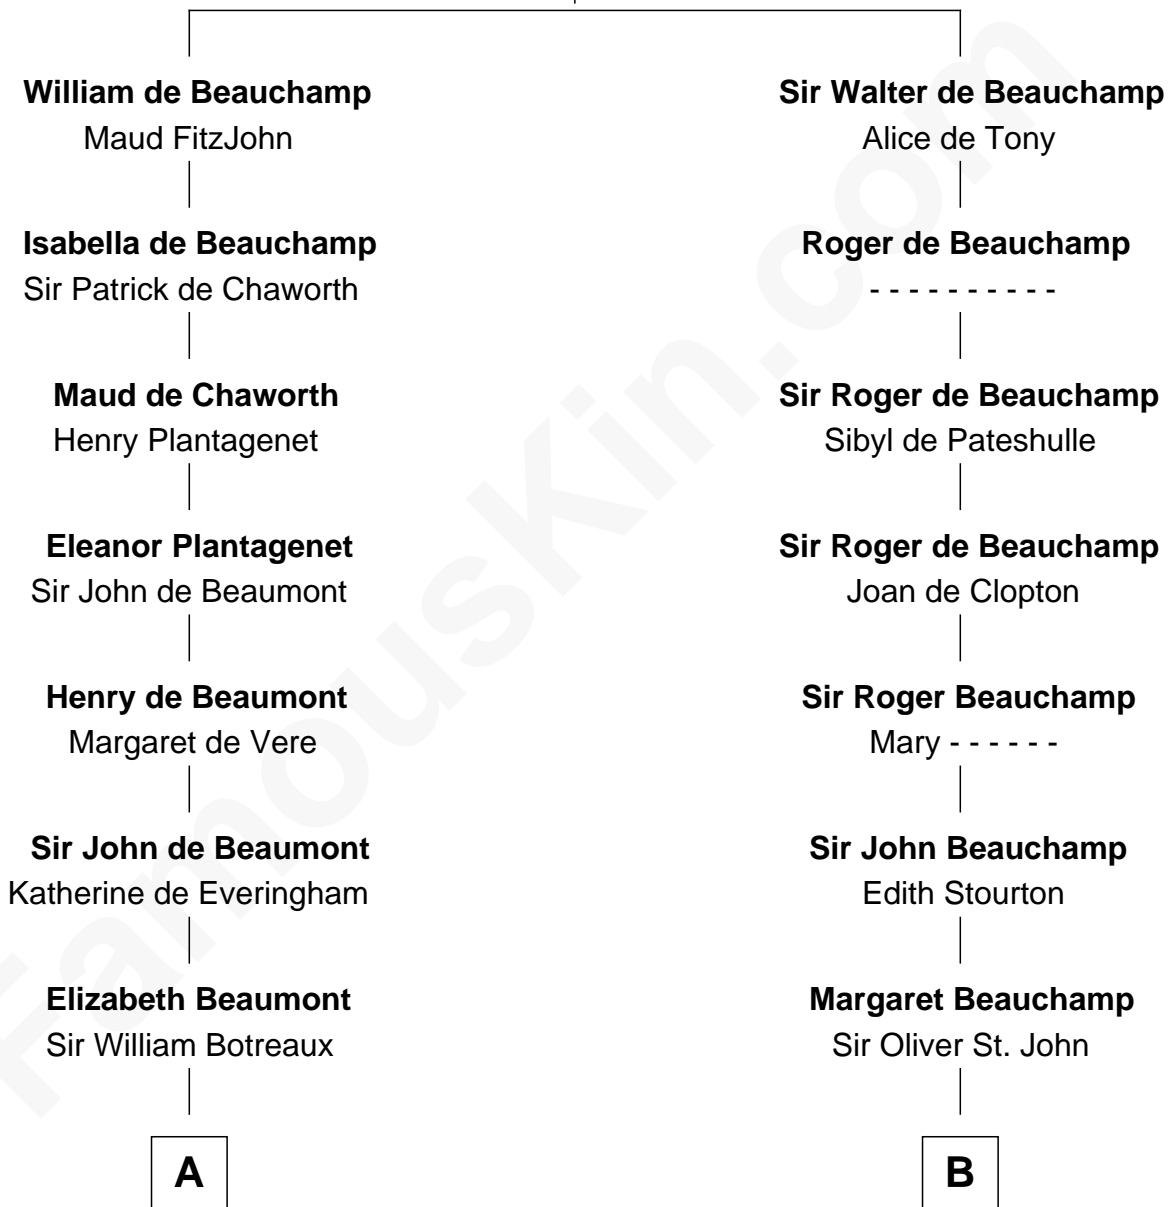 William de Beauchamp
Maud FitzJohn
Isabella de Beauchamp
Sir Patrick de Chaworth
Maud de Chaworth
Henry Plantagenet
Eleanor Plantagenet
Sir John de Beaumont
Henry de Beaumont
Margaret de Vere
Sir John de Beaumont
Katherine de Everingham
Elizabeth Beaumont
Sir William Botreaux
A
Sir Walter de Beauchamp
Alice de Tony
Roger de Beauchamp
- - - - - - - - - -
Sir Roger de Beauchamp
Sibyl de Pateshulle
Sir Roger de Beauchamp
Joan de Clopton
Sir Roger Beauchamp
Mary - - - - - -
Sir John Beauchamp
Edith Stourton
Margaret Beauchamp
Sir Oliver St. John
B
FamousKin.com